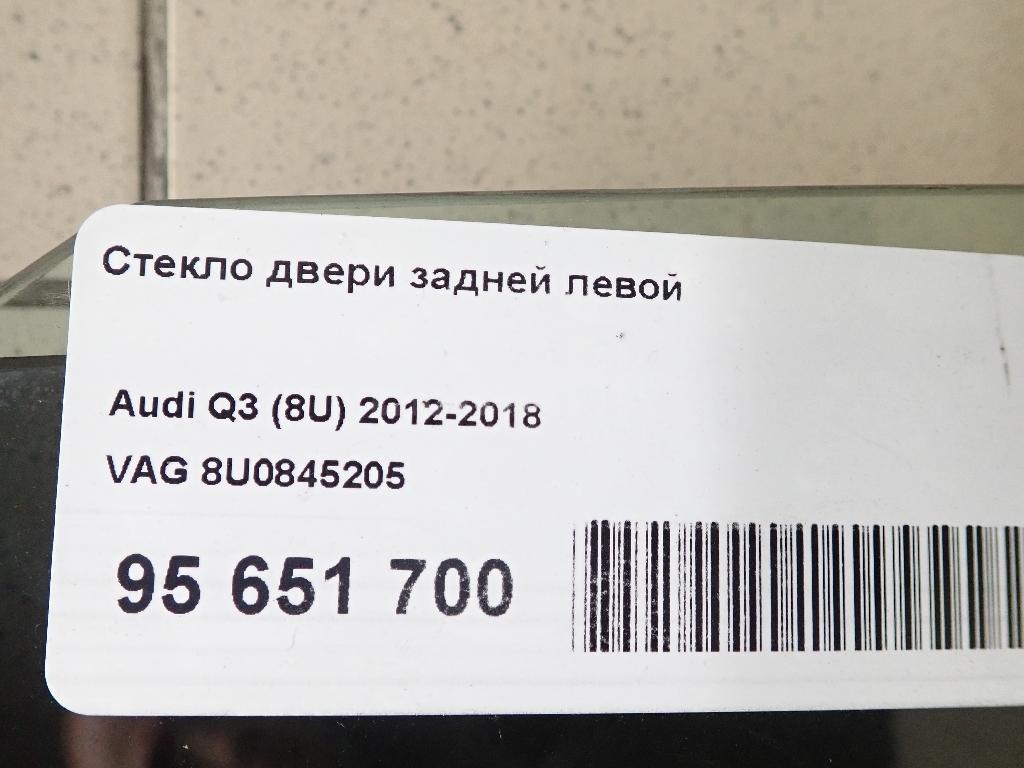 Стекло двери задней левой
Audi Q3 (8U) 2012-2018
VAG 8U0845205
95 651 700